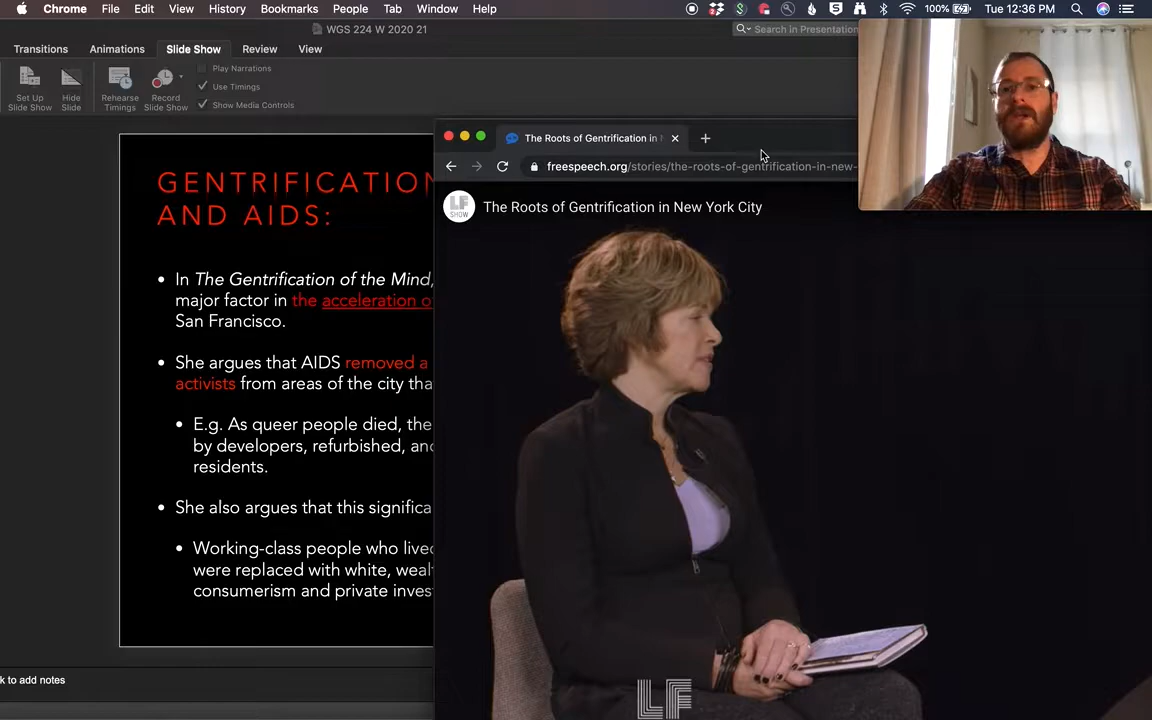 Chrome File Edit View History Bookmarks People Tab Window Help
100% Tue 12:36 PM
WGS 224 W 2020 21
Search in Presentation
Transitions Animations Slide Show Review View
Set Up
Slide Show
Hide
Slide
Rehearse
Timings
Record
Slide Show
Play Narrations
Use Timings
Show Media Controls
The Roots of Gentrification in
freespeech.org/stories/the-roots-of-gentrification-in-new-
LF
SHOW
The Roots of Gentrification in New York City
GENTRIFICATION
AND AIDS:
• In The Gentrification of the Mind,
major factor in the acceleration o
San Francisco.
• She argues that AIDS removed a
activists from areas of the city tha
• E.g. As queer people died, the
by developers, refurbished, and
residents.
• She also argues that this significa
• Working-class people who lived
were replaced with white, wealt
consumerism and private inves
LF
k to add notes